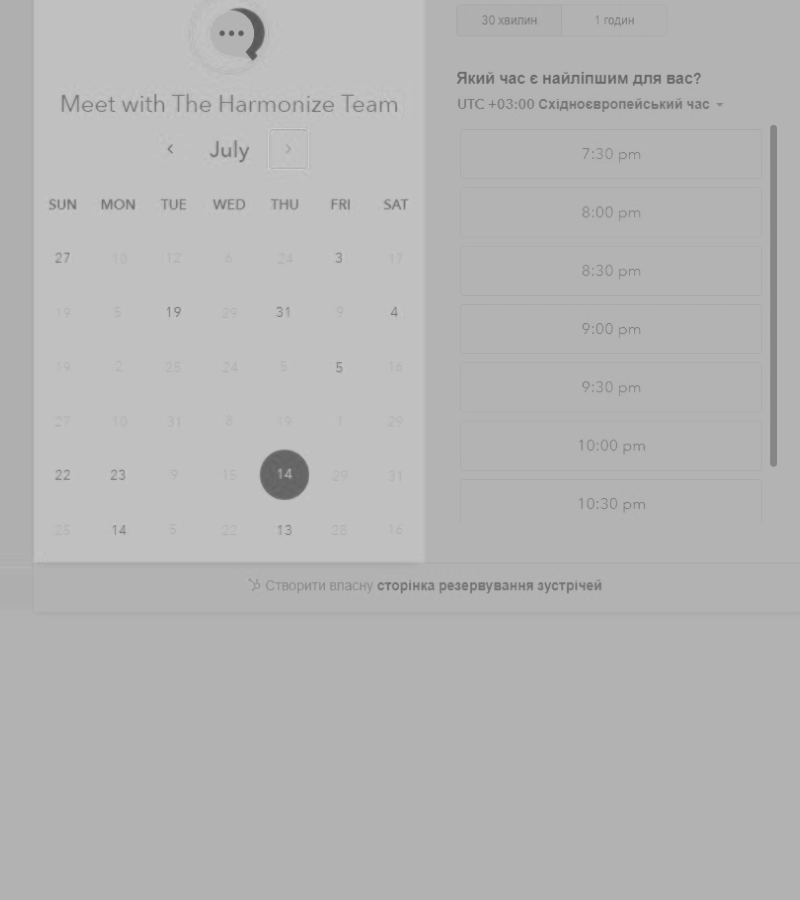 30 хвилин 1 годин
Який час є найліпшим для вас?
UTC +03:00 Східноєвропейський час
Meet with The Harmonize Team
July
SUN MON TUE WED THU FRI SAT
27 10 12 6 24 3 17
19 5 19 29 31 9 4
19 2 25 24 5 5 16
27 10 31 8 19 1 29
22 23 9 15 14 29 31
25 14 5 22 13 28 16
7:30 pm
8:00 pm
8:30 pm
9:00 pm
9:30 pm
10:00 pm
10:30 pm
Створити власну сторінка резервування зустрічей